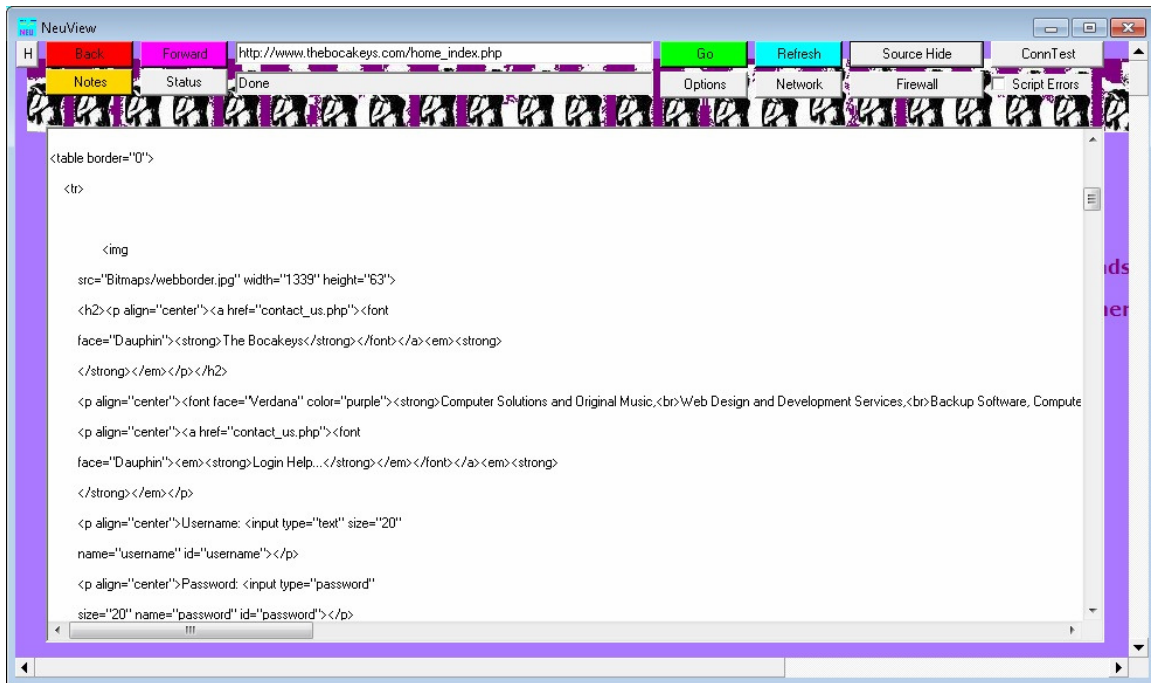 NeuView
H Back Forward http://www.thebocakeys.com/home_index.php Go Refresh Source Hide ConnTest
Notes Status Done Options Network Firewall Script Errors
<table border="0">
<tr>
<img
src="Bitmaps/webborder.jpg" width="1339" height="63">
<h2><p align="center"><a href="contact_us.php"><font
face="Dauphin"><strong>The Bocakeys</strong></font></a><em><strong>
</strong></em></p></h2>
<p align="center"><font face="Verdana" color="purple"><strong>Computer Solutions and Original Music,<br>Web Design and Development Services,<br>Backup Software, Compute
<p align="center"><a href="contact_us.php"><font
face="Dauphin"><em><strong>Login Help...</strong></em></font></a><em><strong>
</strong></em></p>
<p align="center">Username: <input type="text" size="20"
name="username" id="username"></p>
<p align="center">Password: <input type="password"
size="20" name="password" id="password"></p>
nds